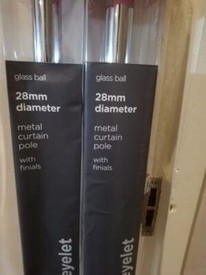 glass ball
28mm
diameter
metal
curtain
pole
with
finials
eyelet
glass ball
28mm
diameter
metal
curtain
pole
with
finials
eyelet